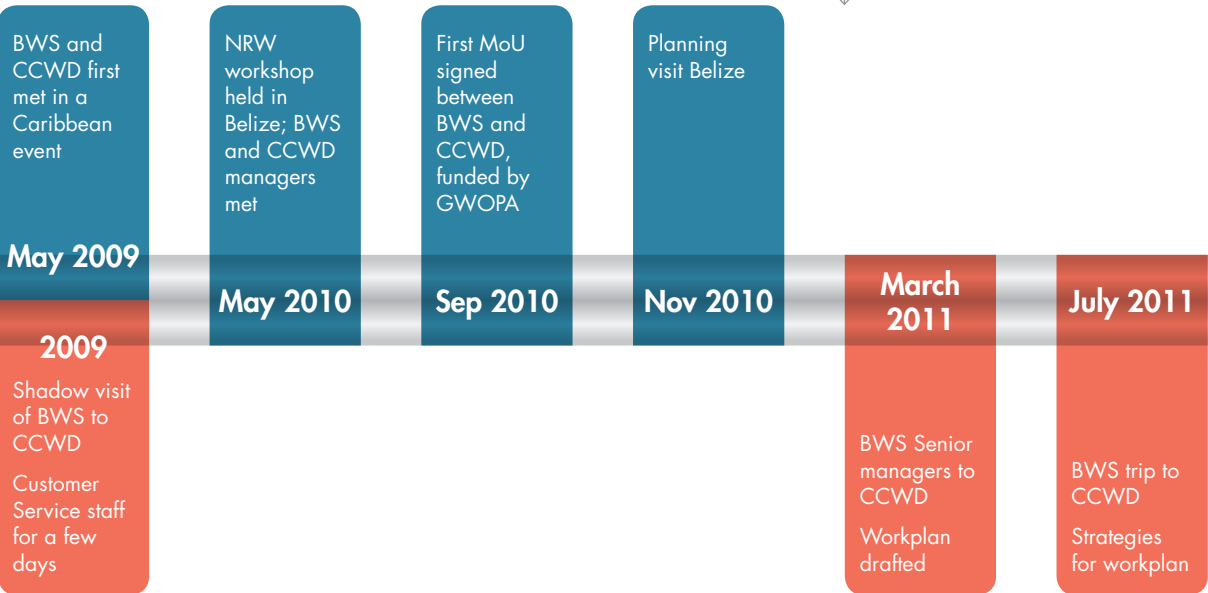 BWS and
CCWD first
met in a
Caribbean
event
May 2009
2009
Shadow visit
of BWS to
CCWD
Customer
Service staff
for a few
days
NRW
workshop
held in
Belize; BWS
and CCWD
managers
met
May 2010
First MoU
signed
between
BWS and
CCWD,
funded by
GWOPA
Sep 2010
Planning
visit Belize
Nov 2010
March
2011
BWS Senior
managers to
CCWD
Workplan
drafted
July 2011
BWS trip to
CCWD
Strategies
for workplan